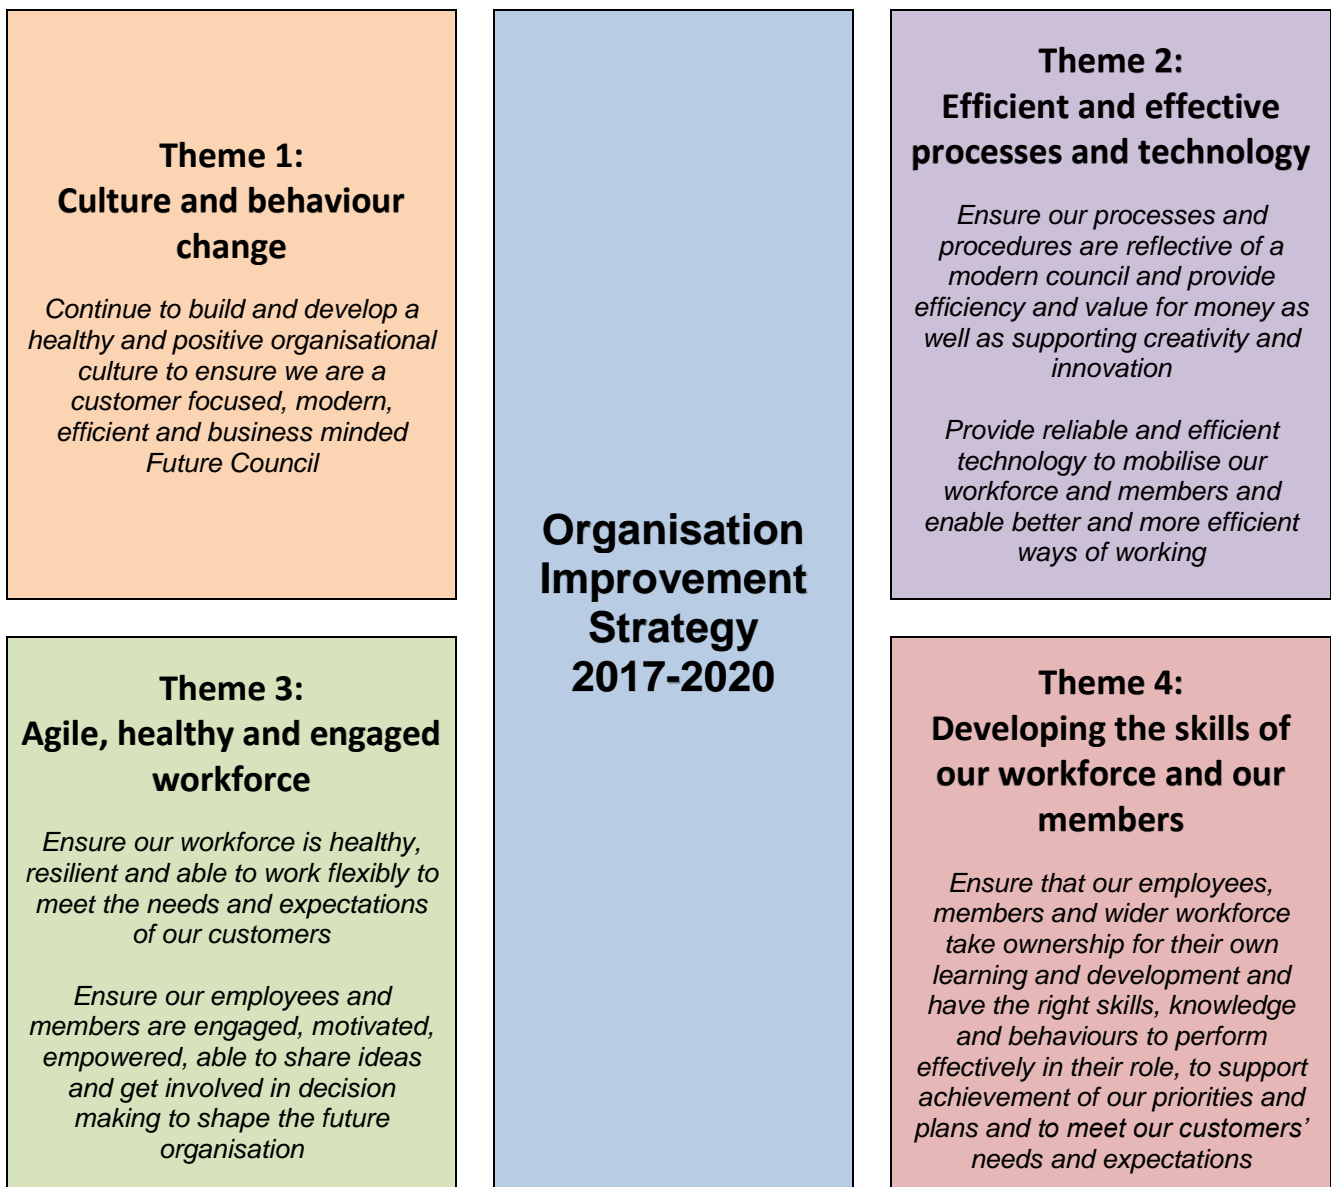 Theme 1:
Culture and behaviour
change
Continue to build and develop a
healthy and positive organisational
culture to ensure we are a
customer focused, modern,
efficient and business minded
Future Council
Organisation
Improvement
Strategy
2017-2020
Theme 2:
Efficient and effective
processes and technology
Ensure our processes and
procedures are reflective of a
modern council and provide
efficiency and value for money as
well as supporting creativity and
innovation
Provide reliable and efficient
technology to mobilise our
workforce and members and
enable better and more efficient
ways of working
Theme 3:
Agile, healthy and engaged
workforce
Ensure our workforce is healthy,
resilient and able to work flexibly to
meet the needs and expectations
of our customers
Ensure our employees and
members are engaged, motivated,
empowered, able to share ideas
and get involved in decision
making to shape the future
organisation
Theme 4:
Developing the skills of
our workforce and our
members
Ensure that our employees,
members and wider workforce
take ownership for their own
learning and development and
have the right skills, knowledge
and behaviours to perform
effectively in their role, to support
achievement of our priorities and
plans and to meet our customers’
needs and expectations